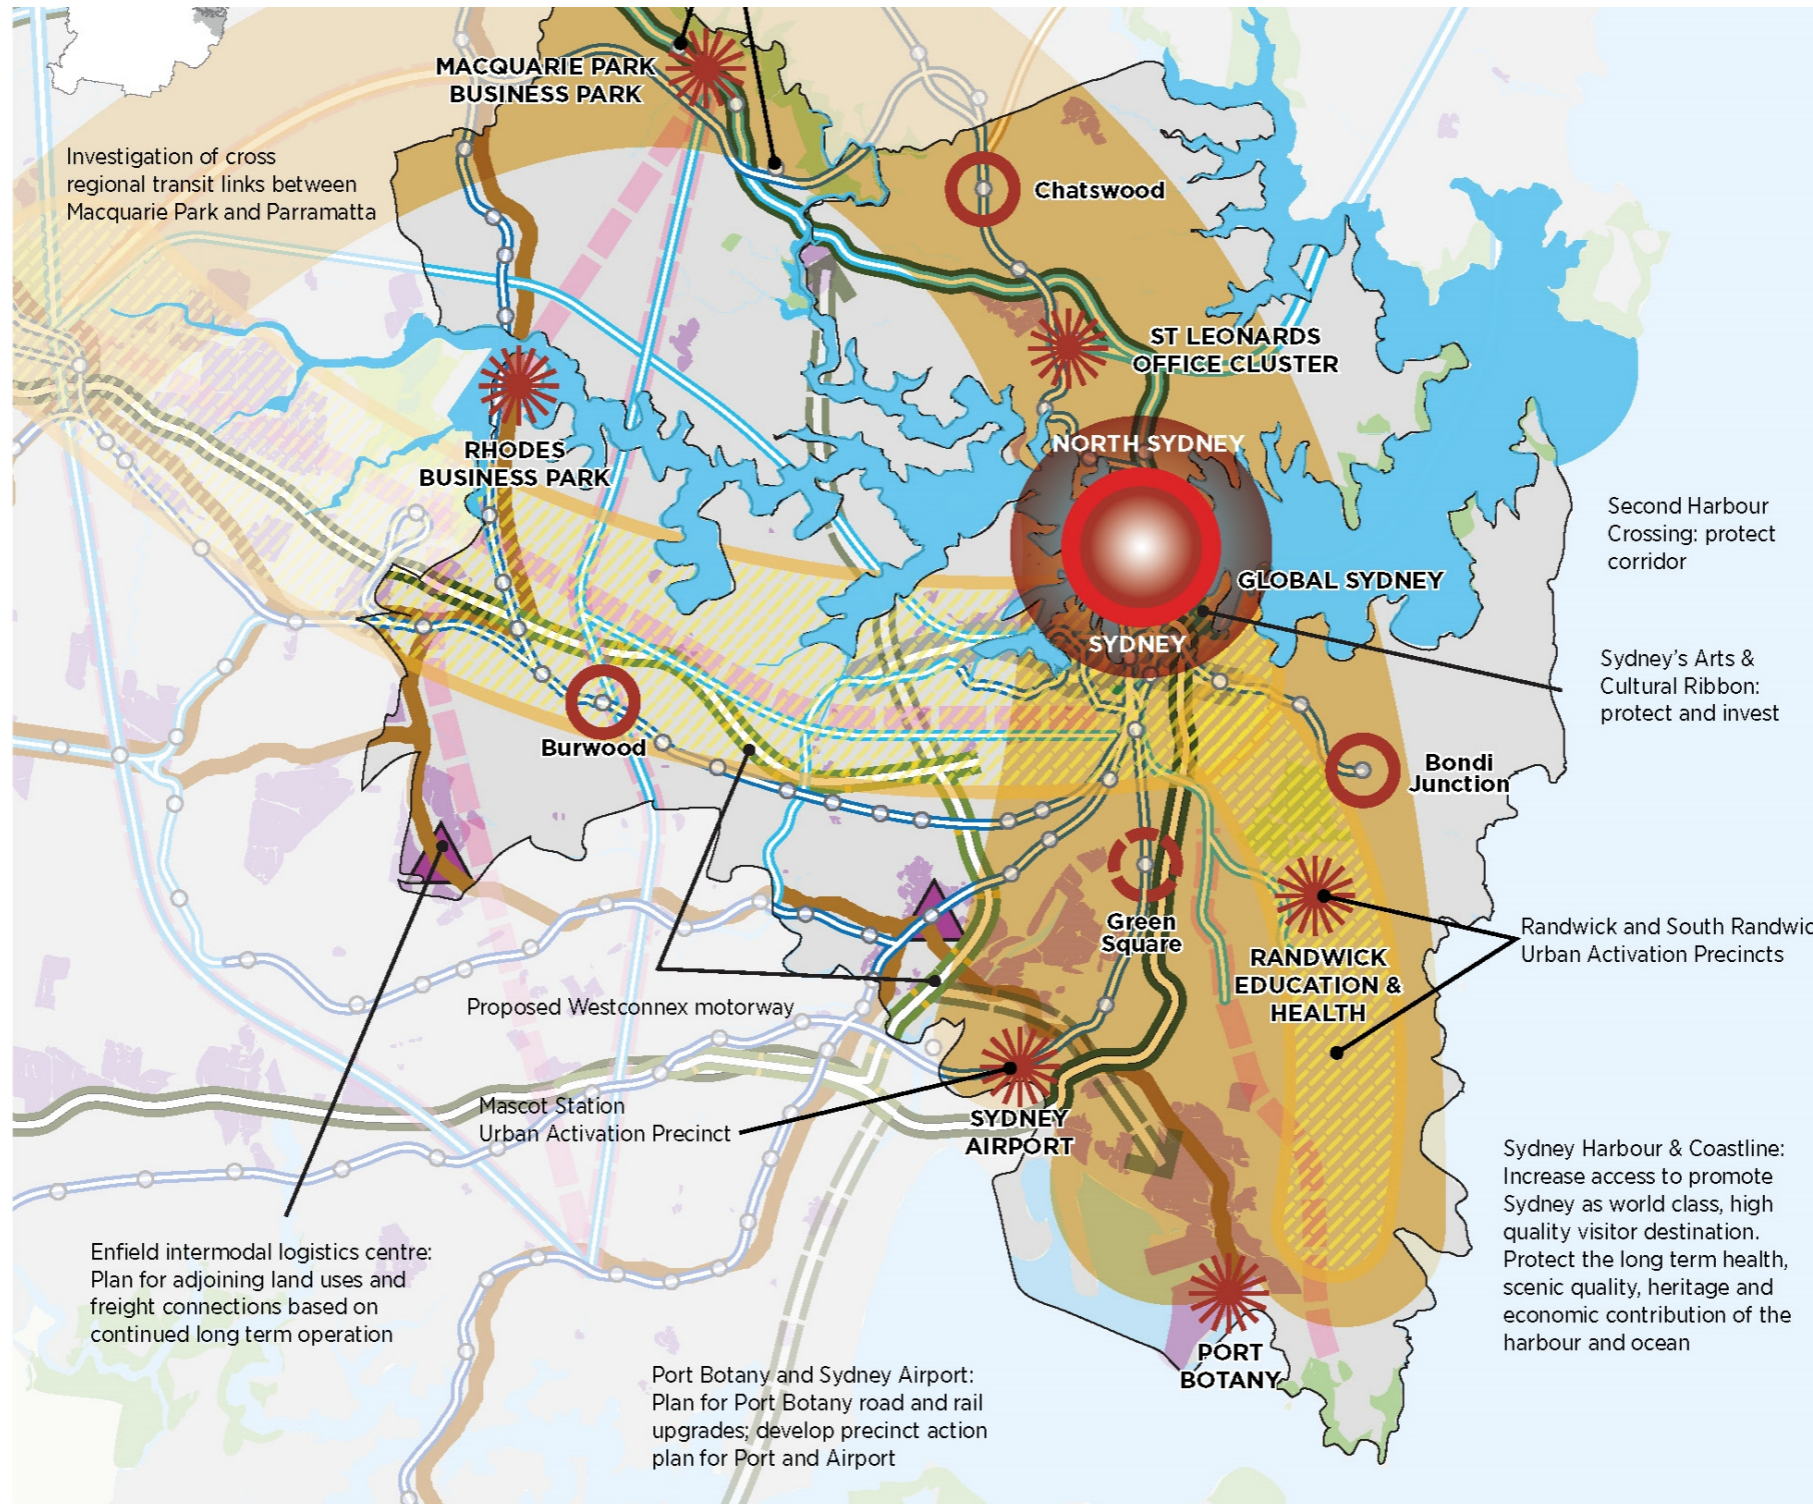 MACQUARIE PARK
BUSINESS PARK
Investigation of cross
regional transit links between
Macquarie Park and Parramatta
Chatswood
ST LEONARDS
OFFICE CLUSTER
RHODES
BUSINESS PARK
NORTH SYDNEY
Second Harbour
Crossing: protect
corridor
GLOBAL SYDNEY
SYDNEY
Sydney's Arts &
Cultural Ribbon:
protect and invest
Burwood
Bondi
Junction
Green
Square
Randwick and South Randwic
Urban Activation Precincts
RANDWICK
EDUCATION &
HEALTH
Proposed Westconnex motorway
Mascot Station
Urban Activation Precinct
SYDNEY
AIRPORT
Sydney Harbour & Coastline:
Increase access to promote
Sydney as world class, high
quality visitor destination.
Protect the long term health,
scenic quality, heritage and
economic contribution of the
harbour and ocean
Enfield intermodal logistics centre:
Plan for adjoining land uses and
freight connections based on
continued long term operation
PORT
BOTANY
Port Botany and Sydney Airport:
Plan for Port Botany road and rail
upgrades; develop precinct action
plan for Port and Airport